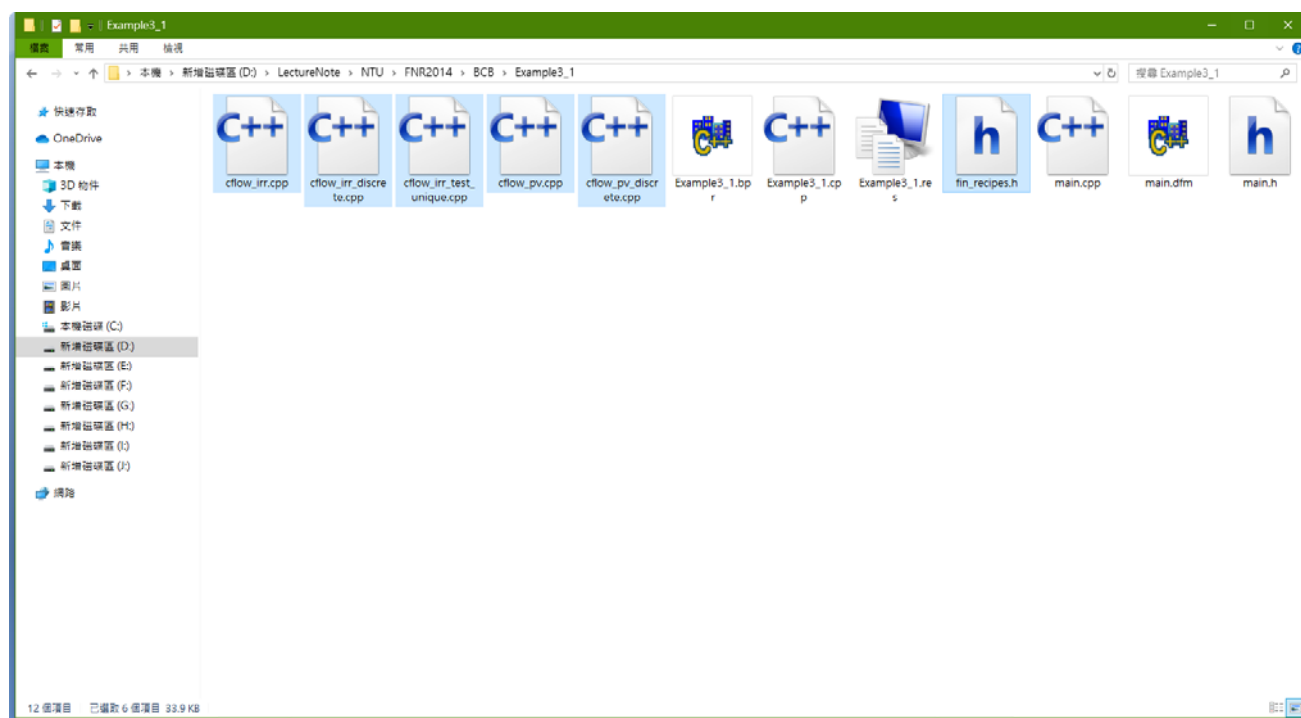 Example3_1
檔案 常用 共用 檢視
本機 > 新增磁碟區 (D:) > LectureNote > NTU > FNR2014 > BCB > Example3_1
搜尋 Example3_1
快速存取
OneDrive
本機
3D 物件
下載
文件
音樂
桌面
圖片
影片
本機磁碟 (C:)
新增磁碟區 (D:)
新增磁碟區 (E:)
新增磁碟區 (F:)
新增磁碟區 (G:)
新增磁碟區 (H:)
新增磁碟區 (I:)
新增磁碟區 (J:)
網路
cflow_irr.cpp
cflow_irr_discre
te.cpp
cflow_irr_test_
unique.cpp
cflow_pv.cpp
cflow_pv_discr
ete.cpp
Example3_1.bp
r
Example3_1.cp
p
Example3_1.re
s
fin_recipes.h
main.cpp
main.dfm
main.h
12 個項目 已選取 6 個項目 33.9 KB